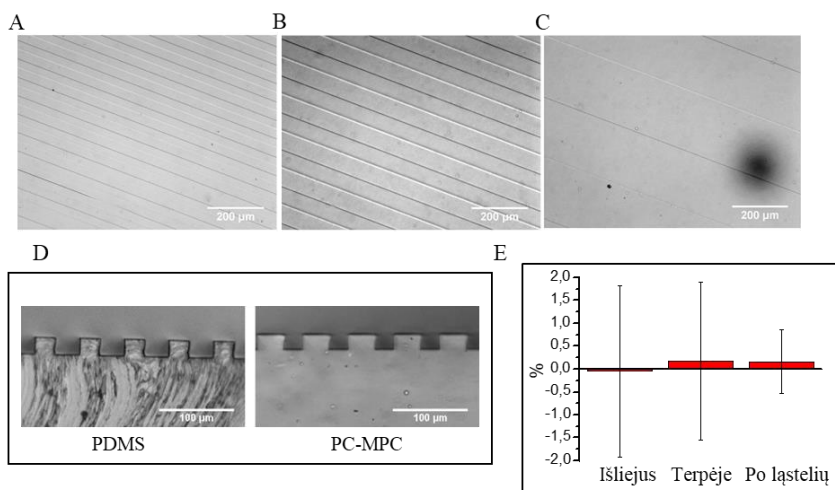 A
B
C
200 µm
200 µm
200 µm
D
E
100 µm
100 µm
PDMS
PC-MPC
%
2,0
1,5
1,0
0,5
0,0
0,5
-1,0
-1,5
-2,0
Išliejus
Terpėje
Po ląstelių